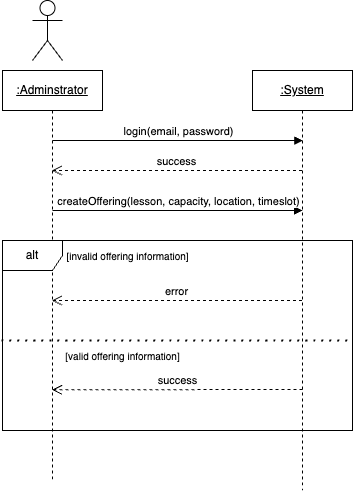 :Adminstrator
:System
login(email, password)
success
createOffering(lesson, capacity, location, timeslot)
alt
[invalid offering information]
error
[valid offering information]
success